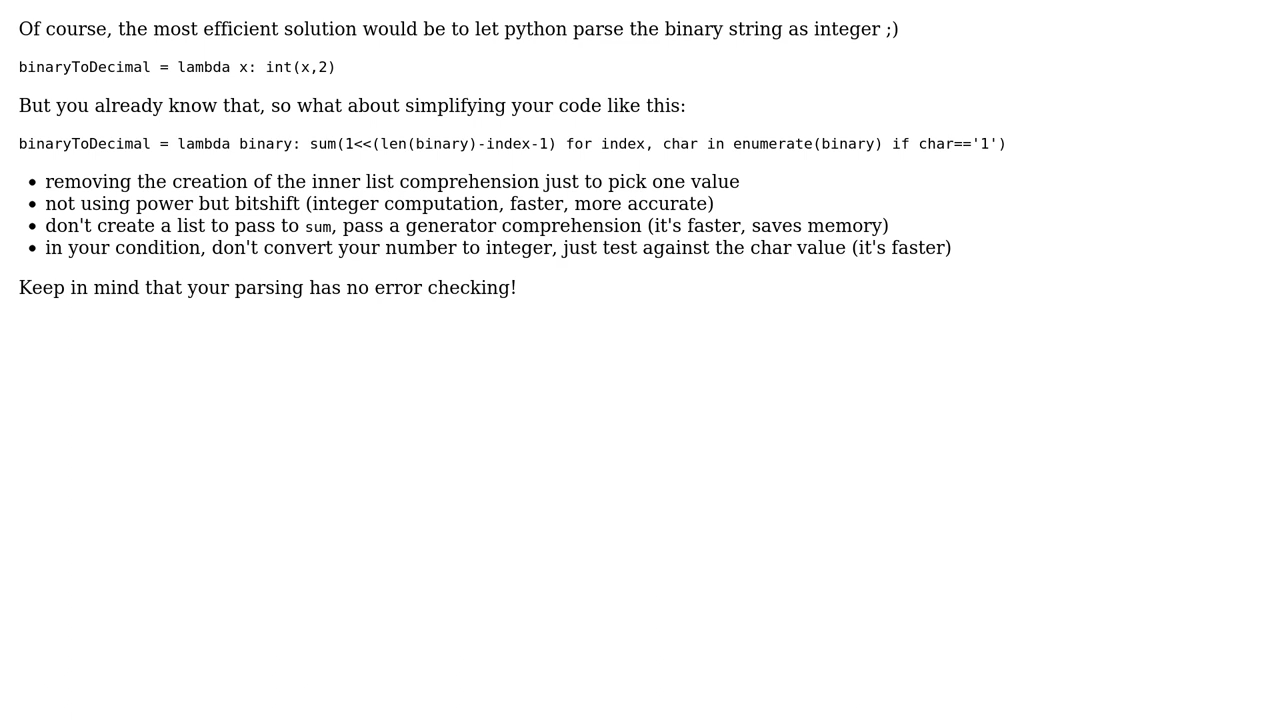 Of course, the most efficient solution would be to let python parse the binary string as integer ;)
binaryToDecimal = lambda x: int(x,2)
But you already know that, so what about simplifying your code like this:
binaryToDecimal = lambda binary: sum(1<<(len(binary)-index-1) for index, char in enumerate(binary) if char=='1')
• removing the creation of the inner list comprehension just to pick one value
• not using power but bitshift (integer computation, faster, more accurate)
• don't create a list to pass to sum, pass a generator comprehension (it's faster, saves memory)
• in your condition, don't convert your number to integer, just test against the char value (it's faster)
Keep in mind that your parsing has no error checking!